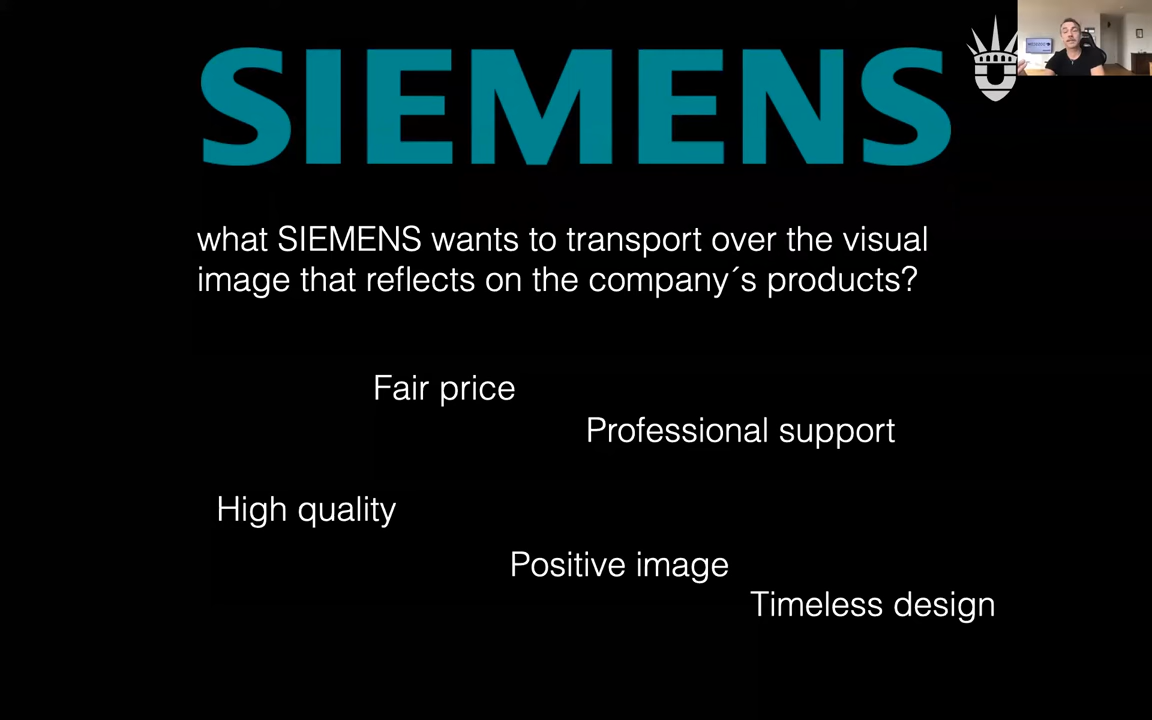 SIEMENS
what SIEMENS wants to transport over the visual
image that reflects on the company´s products?
Fair price
Professional support
High quality
Positive image
Timeless design